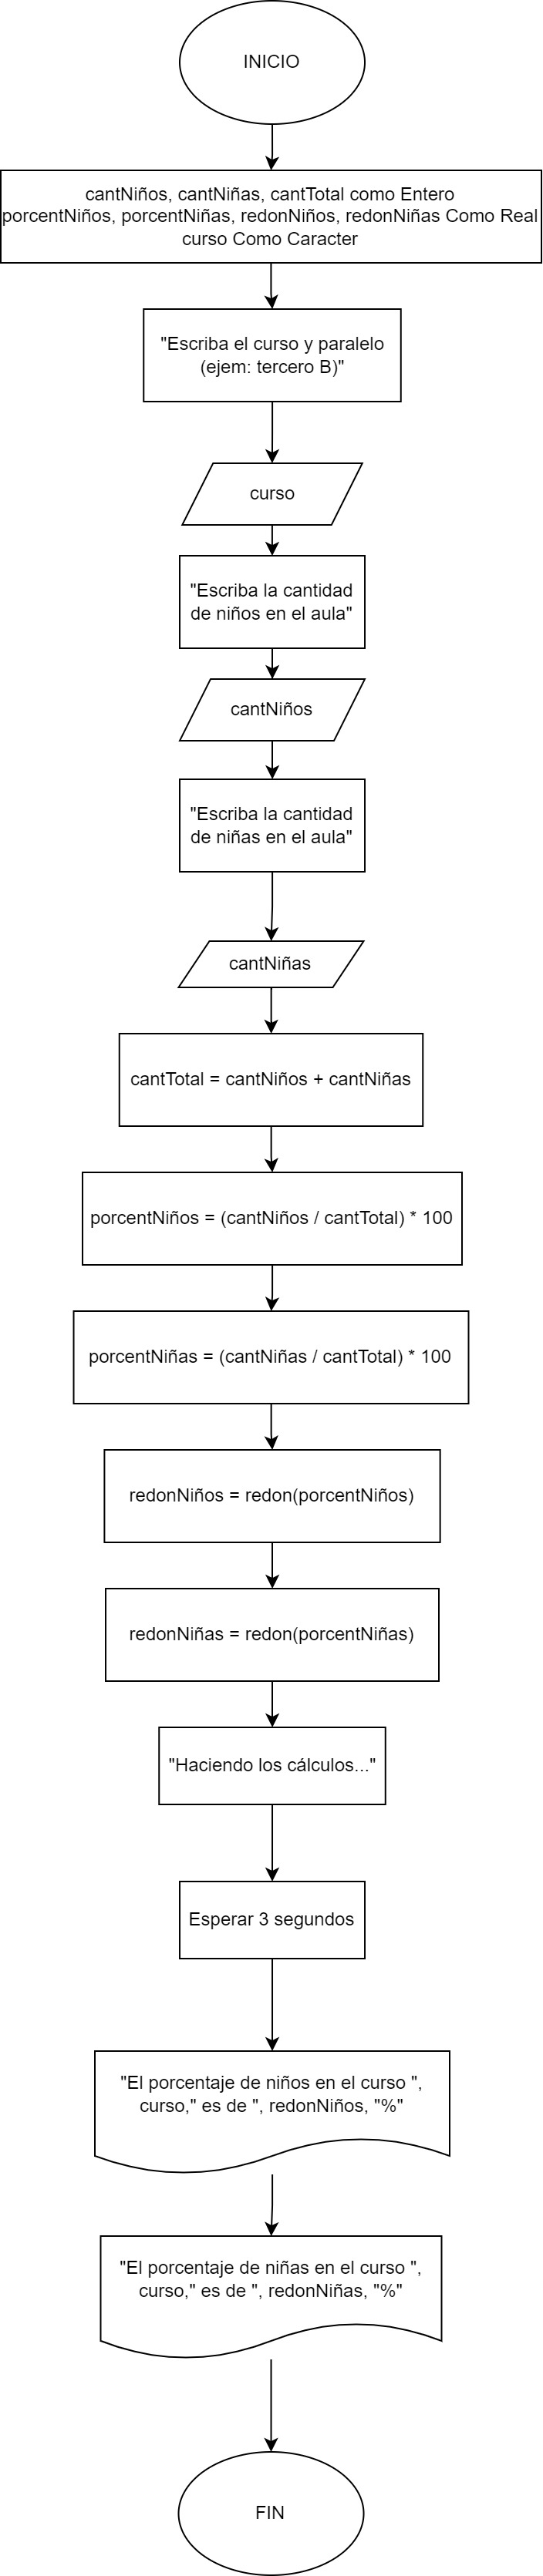 INICIO
cantNiños, cantNiñas, cantTotal como Entero
porcentNiños, porcentNiñas, redonNiños, redonNiñas Como Real
curso Como Caracter
"Escriba el curso y paralelo
(ejem: tercero B)"
curso
"Escriba la cantidad
de niños en el aula"
cantNiños
"Escriba la cantidad
de niñas en el aula"
cantNiñas
cantTotal = cantNiños + cantNiñas
porcentNiños = (cantNiños / cantTotal) * 100
porcentNiñas = (cantNiñas / cantTotal) * 100
redonNiños = redon(porcentNiños)
redonNiñas = redon(porcentNiñas)
"Haciendo los cálculos..."
Esperar 3 segundos
"El porcentaje de niños en el curso ",
curso," es de ", redonNiños, "%"
"El porcentaje de niñas en el curso ",
curso," es de ", redonNiñas, "%"
FIN